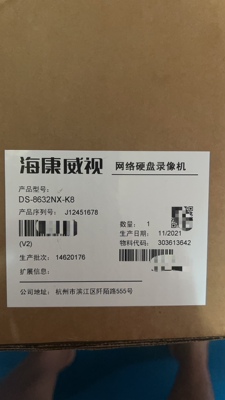 海康威视 网络硬盘录像机
产品型号:
DS-8632NX-K8
产品序列号: J12451678
数量: 1
(V2)
生产日期: 11/2021
物料代码: 303613642
生产批次: 14620176
扩展信息:
公司地址: 杭州市滨江区阡陌路555号